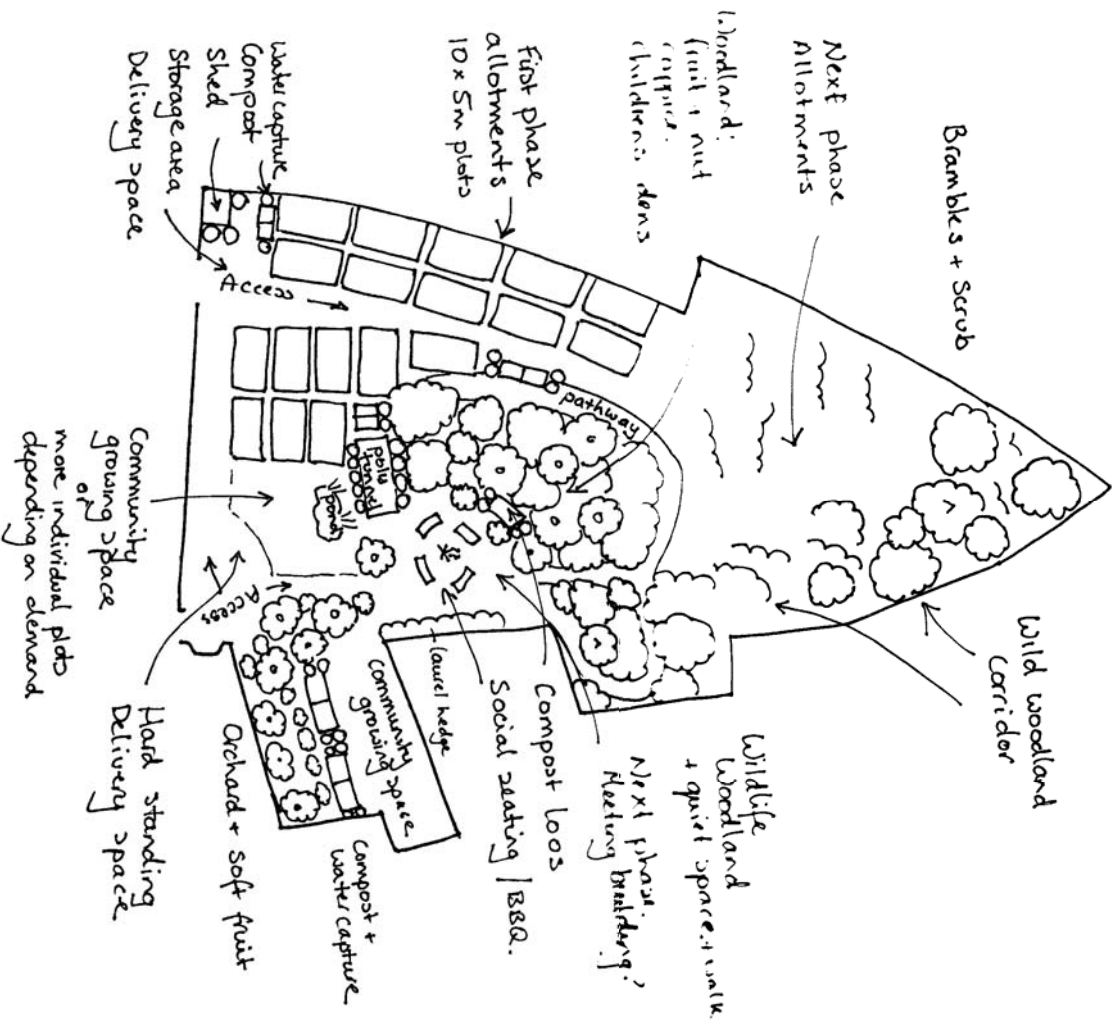 Brambles + Scrub
Next phase
Allotments
Woodland:
fruit + nut
children's dens
First phase
allotments
10 x 5m plots
Water capture
Compost
Shed
Storage area
Delivery space
Access
pathway
poly
tunnel
pond
Access
Wild woodland
corridor
Wildlife
Woodland
+ quiet space + walk
Next phase.
Meeting building?
Compost Loos
Social seating / BBQ.
laurel hedge
Community
growing space
Compost +
Water capture
Orchard + soft fruit
Hard standing
Delivery space
Community
growing space
or
more individual plots
depending on demand